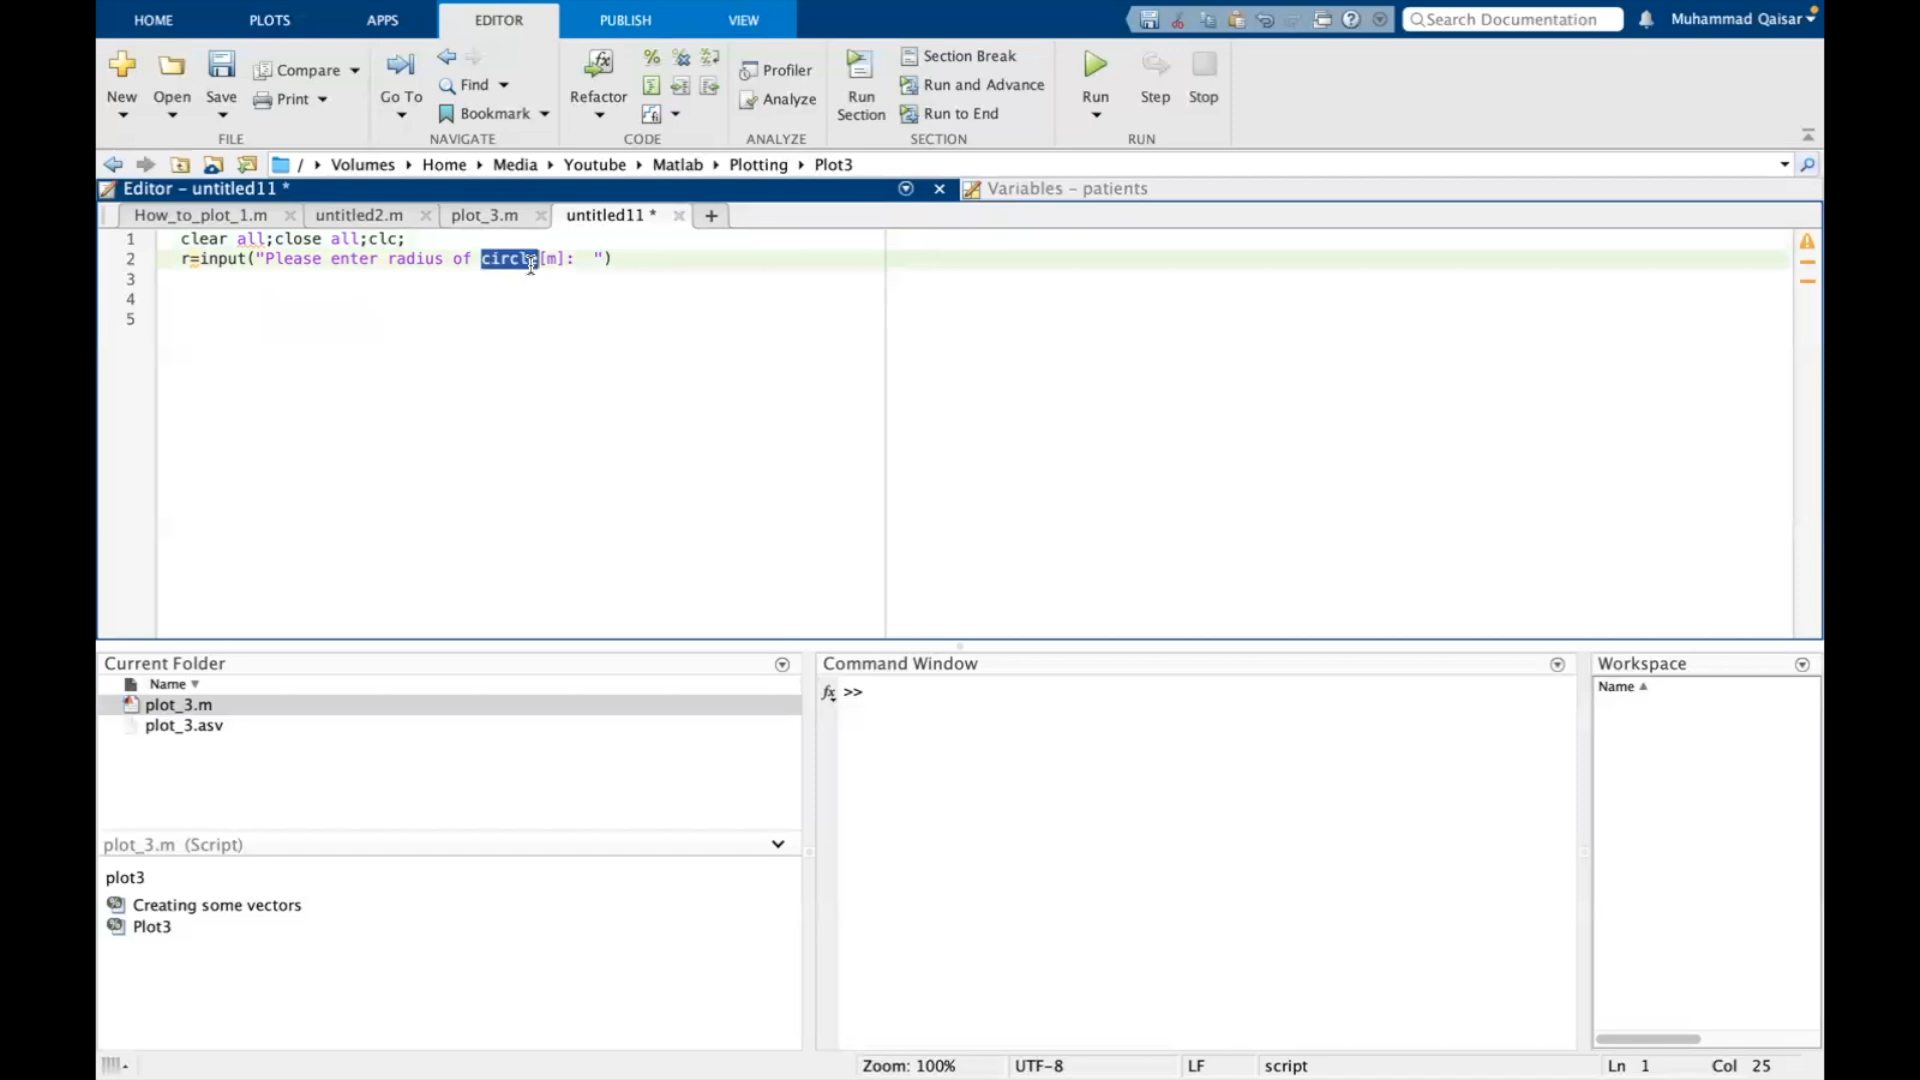 HOME PLOTS APPS EDITOR PUBLISH VIEW Search Documentation Muhammad Qaisar
New Open Save Compare Print Go To Find Bookmark Refactor Profiler Analyze Run Section Section Break Run and Advance Run to End Run Step Stop
FILE NAVIGATE CODE ANALYZE SECTION RUN
/ Volumes Home Media Youtube Matlab Plotting Plot3
Editor - untitled11 * Variables - patients
How_to_plot_1.m untitled2.m plot_3.m untitled11 * +
1 clear all;close all;clc;
2 r=input("Please enter radius of circle[m]:  ")
3
4
5
Current Folder
Name
plot_3.m
plot_3.asv
plot_3.m (Script)
plot3
Creating some vectors
Plot3
Command Window
fx >>
Workspace
Name
Zoom: 100% UTF-8 LF script Ln 1 Col 25